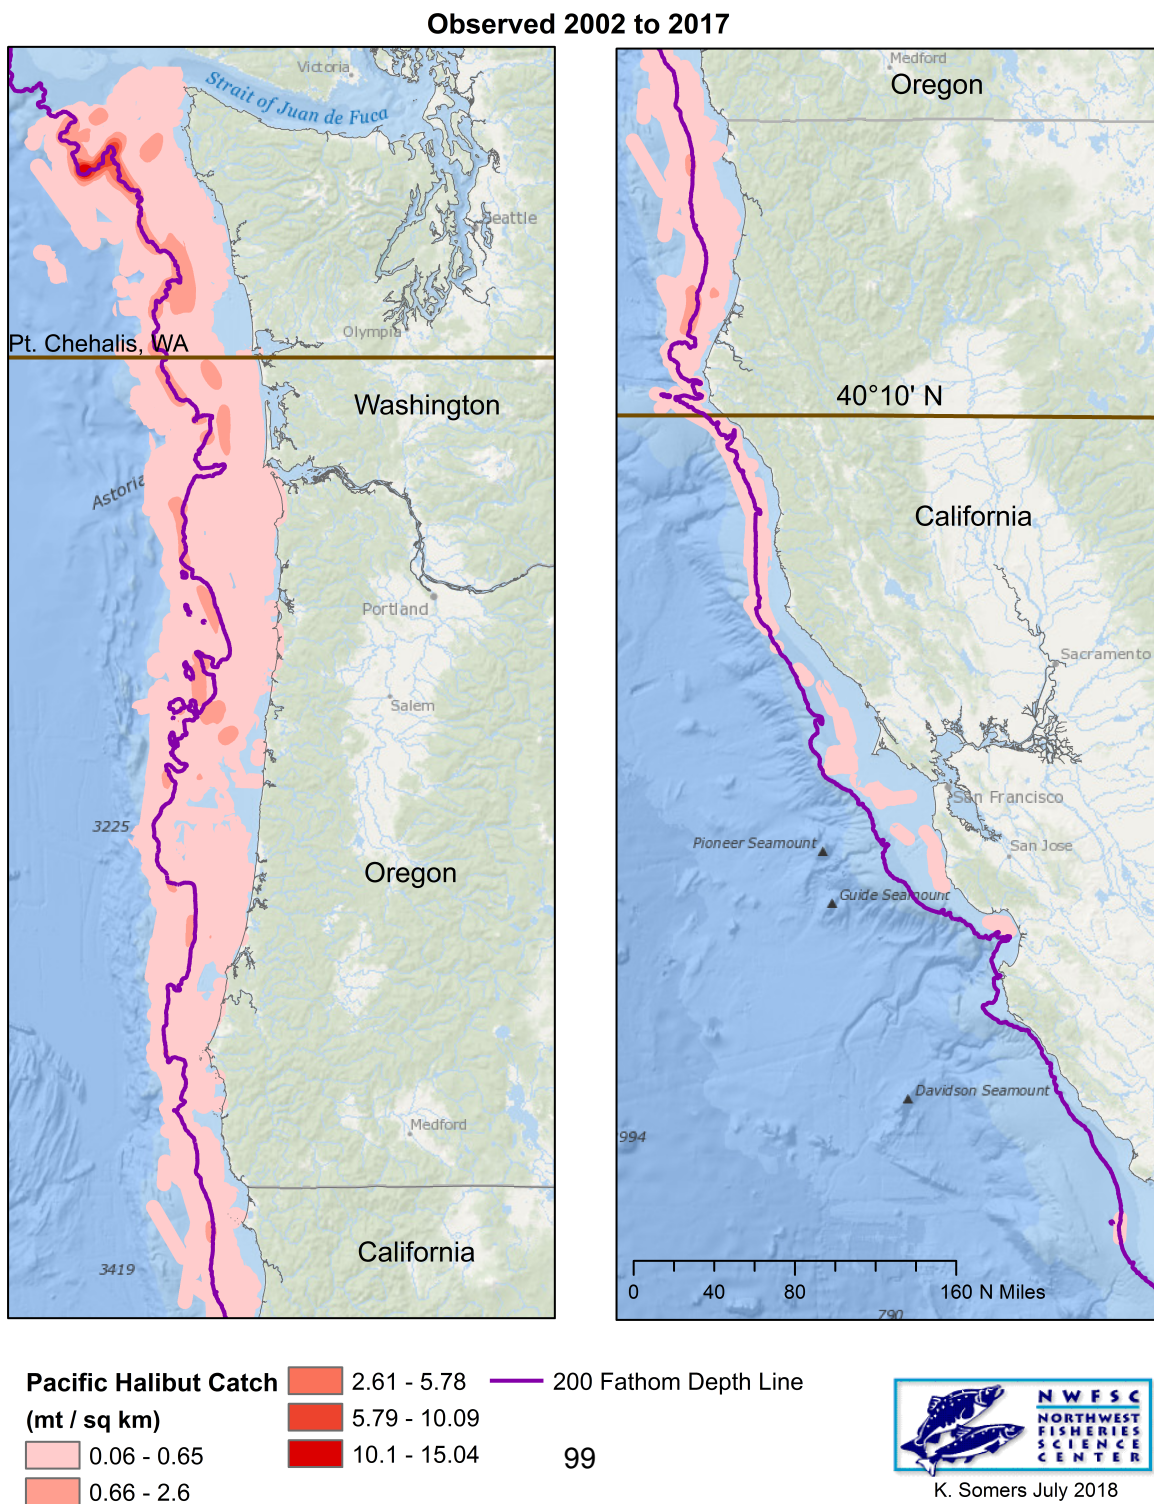 Observed 2002 to 2017
Victoria
Strait of Juan de Fuca
Seattle
Olympia
Pt. Chehalis, WA
Washington
Astoria
Portland
Salem
3225
Oregon
Medford
California
3419
Medford
Oregon
40°10' N
California
Sacramento
San Francisco
San Jose
Pioneer Seamount
Guide Seamount
Davidson Seamount
994
0 40 80 160 N Miles
790
Pacific Halibut Catch
(mt / sq km)
0.06 - 0.65
0.66 - 2.6
2.61 - 5.78
5.79 - 10.09
10.1 - 15.04
200 Fathom Depth Line
99
NWFSC
NORTHWEST
FISHERIES
SCIENCE
CENTER
K. Somers July 2018